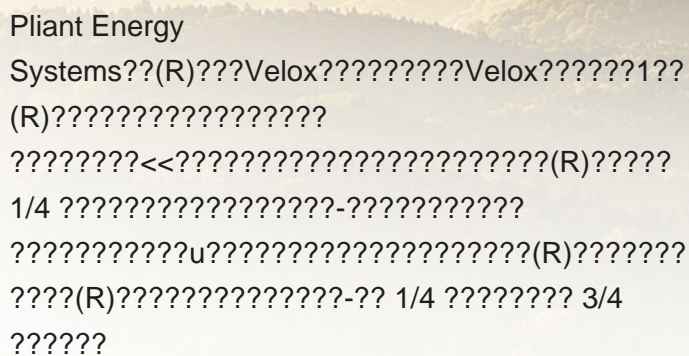 Pliant Energy
Systems??(R)???Velox?????????Velox??????1??
(R)?????????????????
????????<<???????????????????????(R)?????
1/4 ?????????????????-???????????
???????????u????????????????????(R)???????
????(R)??????????????-?? 1/4 ???????? 3/4
??????